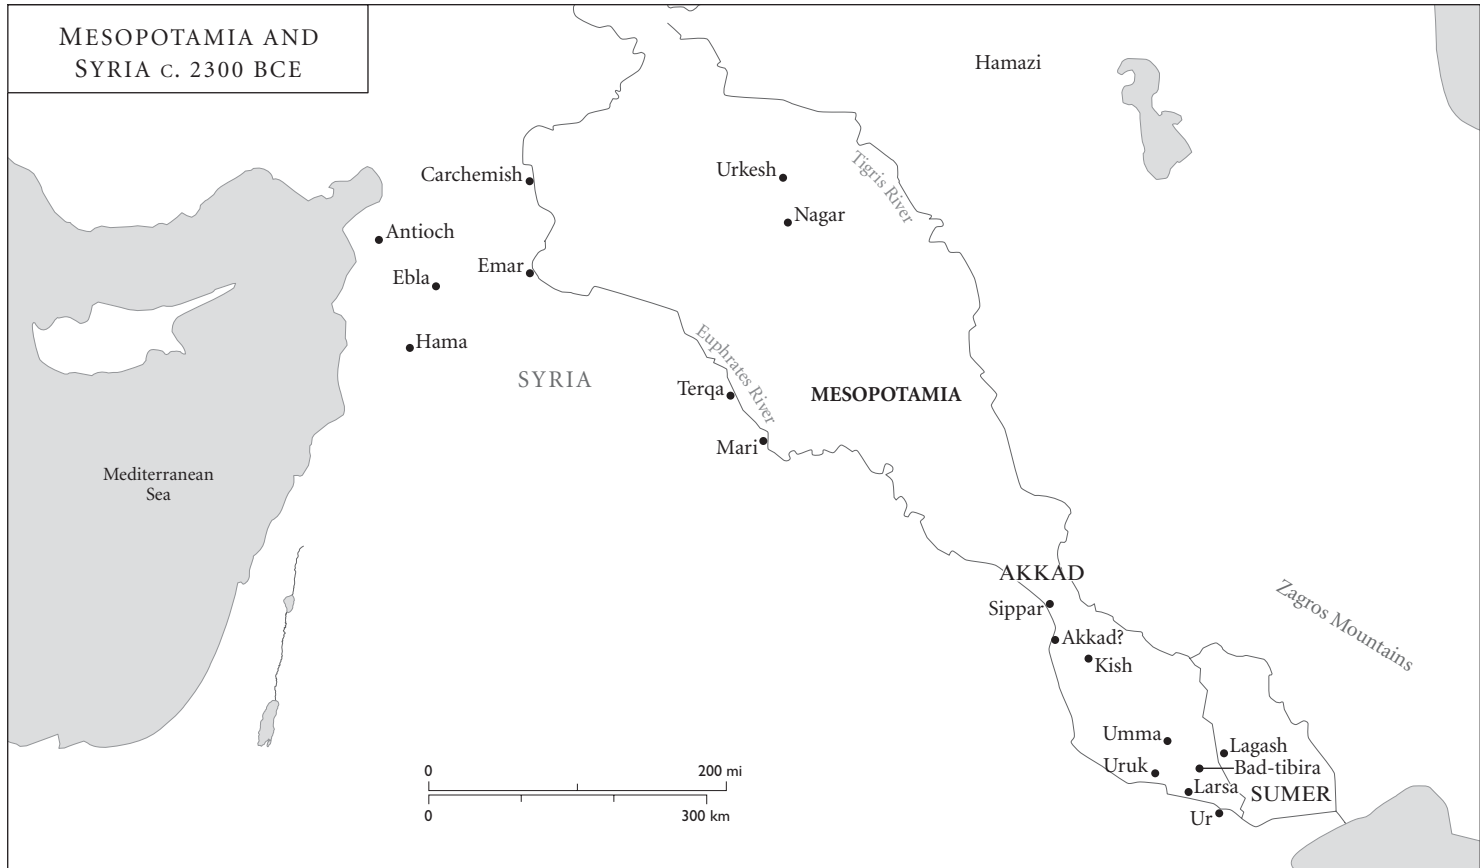 MESOPOTAMIA AND
SYRIA C. 2300 BCE
Hamazi
Carchemish
Urkesh
Tigris River
Nagar
Antioch
Emar
Ebla
Hama
Euphrates River
SYRIA
Terqa
MESOPOTAMIA
Mari
Mediterranean
Sea
AKKAD
Sippar
Zagros Mountains
Akkad?
Kish
Umma
Lagash
Uruk
Bad-tibira
Larsa
SUMER
Ur
0 200 mi
0 300 km